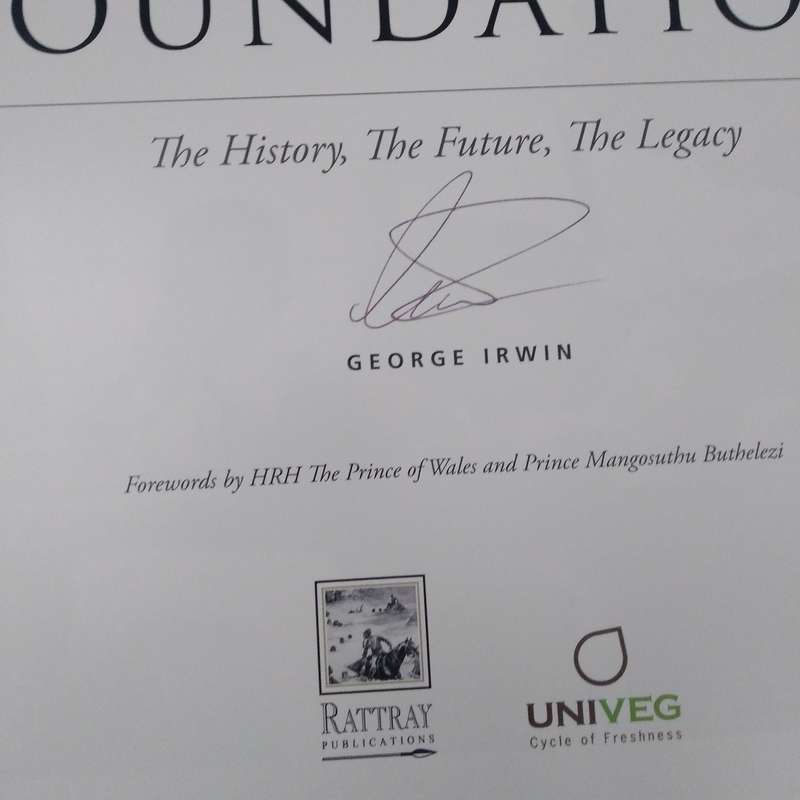 OUNDATIO
The History, The Future, The Legacy
GEORGE IRWIN
Forewords by HRH The Prince of Wales and Prince Mangosuthu Buthelezi
RATTRAY
PUBLICATIONS
UNIVEG
Cycle of Freshness